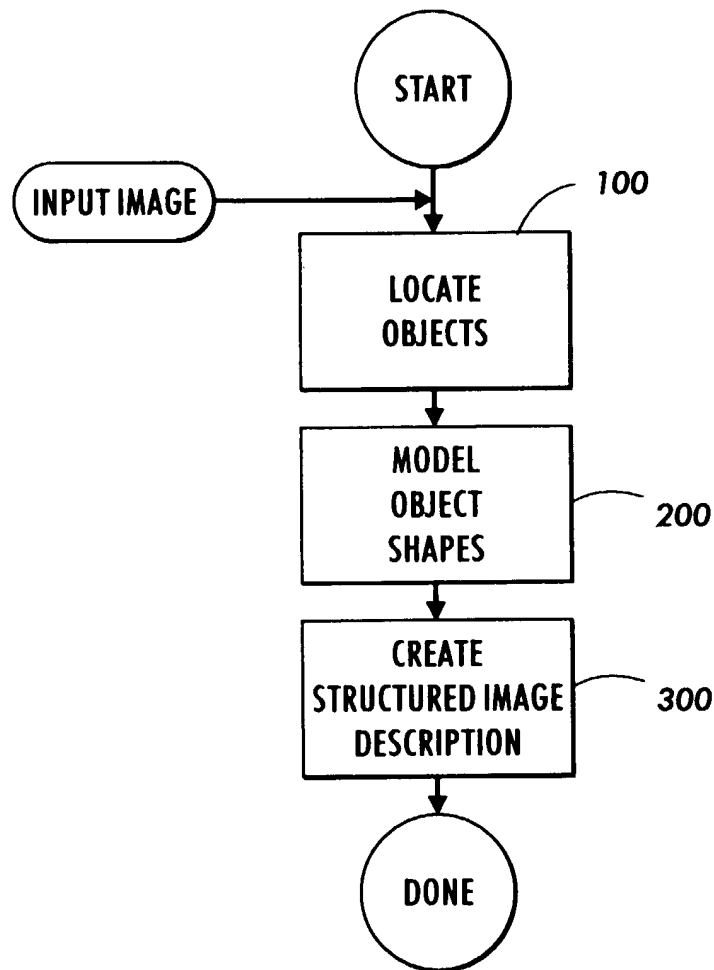 START
INPUT IMAGE
100
LOCATE
OBJECTS
MODEL
OBJECT
SHAPES
200
CREATE
STRUCTURED IMAGE
DESCRIPTION
300
DONE